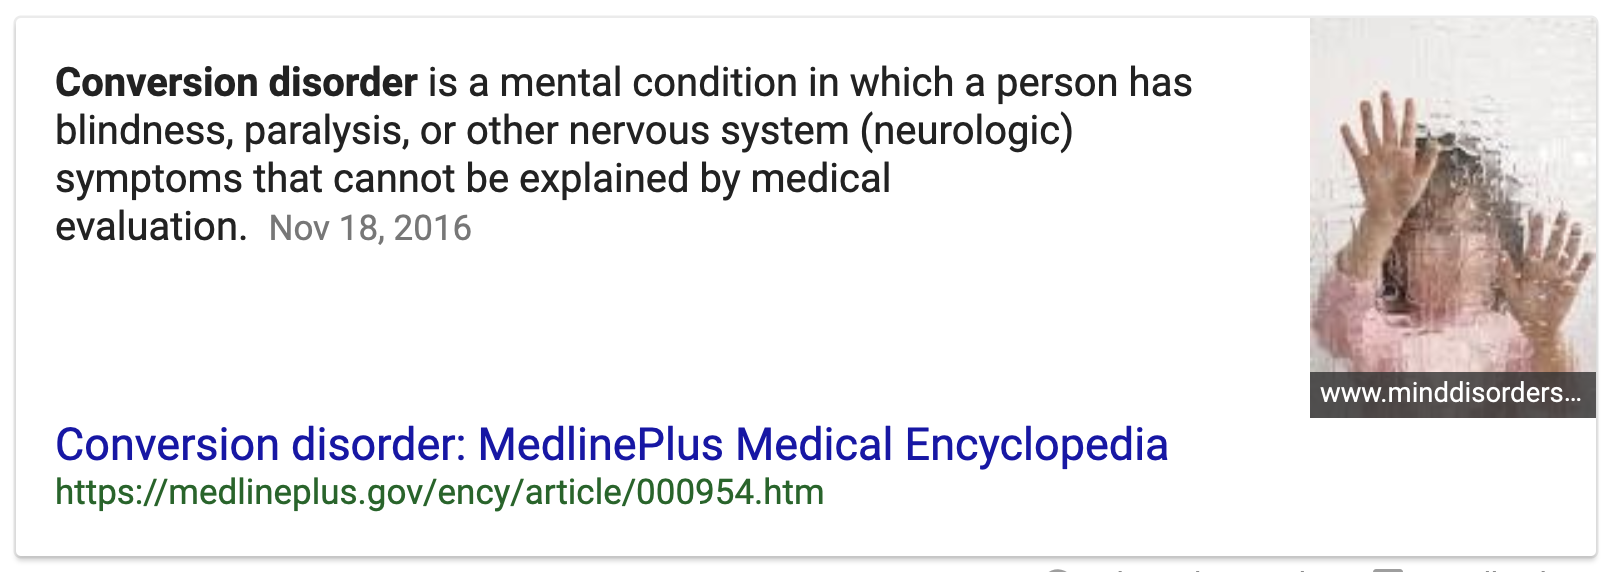 Conversion disorder is a mental condition in which a person has
blindness, paralysis, or other nervous system (neurologic)
symptoms that cannot be explained by medical
evaluation. Nov 18, 2016
www.minddisorders...
Conversion disorder: MedlinePlus Medical Encyclopedia
https://medlineplus.gov/ency/article/000954.htm